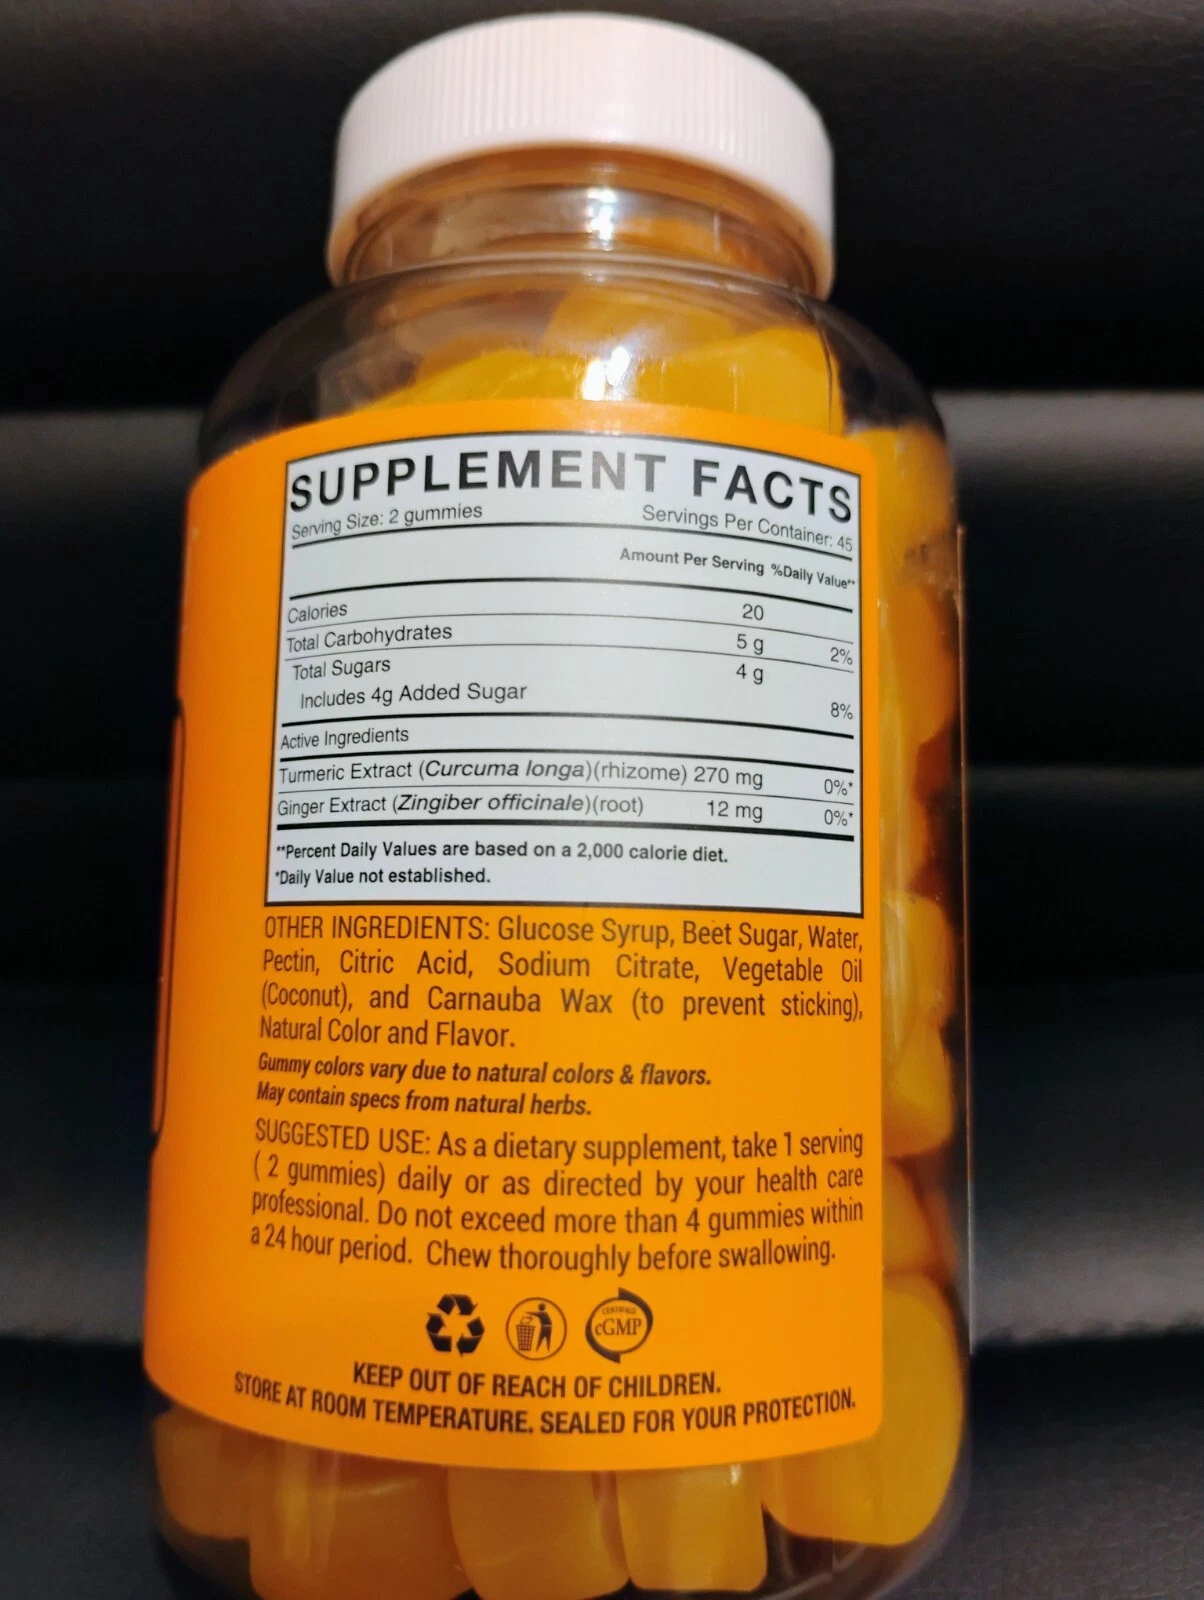 SUPPLEMENT FACTS
Serving Size: 2 gummies Servings Per Container: 45
Amount Per Serving %Daily Value**
Calories 20
Total Carbohydrates 5 g 2%
Total Sugars 4 g
Includes 4g Added Sugar 8%
Active Ingredients
Turmeric Extract (Curcuma longa)(rhizome) 270 mg 0%*
Ginger Extract (Zingiber officinale)(root) 12 mg 0%*
**Percent Daily Values are based on a 2,000 calorie diet.
*Daily Value not established.
OTHER INGREDIENTS: Glucose Syrup, Beet Sugar, Water,
Pectin, Citric Acid, Sodium Citrate, Vegetable Oil
(Coconut), and Carnauba Wax (to prevent sticking),
Natural Color and Flavor.
Gummy colors vary due to natural colors & flavors.
May contain specs from natural herbs.
SUGGESTED USE: As a dietary supplement, take 1 serving
( 2 gummies) daily or as directed by your health care
professional. Do not exceed more than 4 gummies within
a 24 hour period. Chew thoroughly before swallowing.
CERTIFIED
cGMP
KEEP OUT OF REACH OF CHILDREN.
STORE AT ROOM TEMPERATURE. SEALED FOR YOUR PROTECTION.